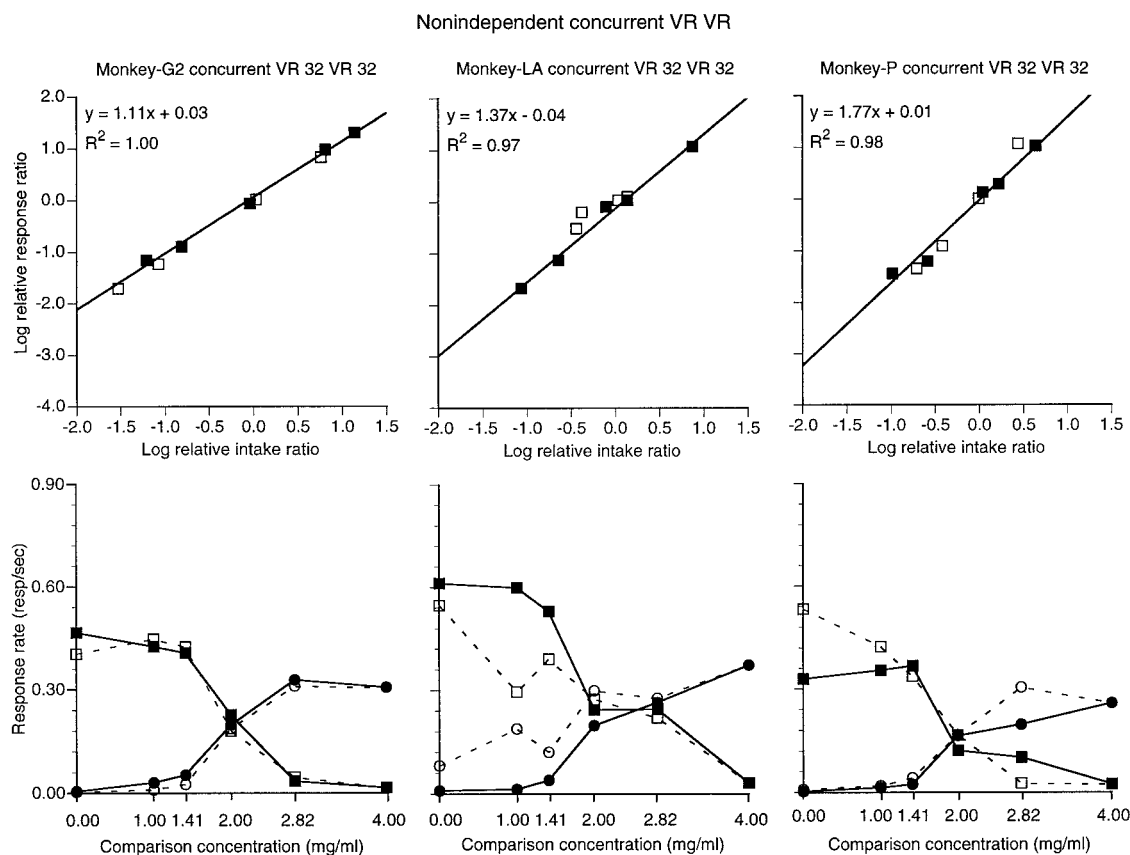 Nonindependent concurrent VR VR
Monkey-G2 concurrent VR 32 VR 32
Monkey-LA concurrent VR 32 VR 32
Monkey-P concurrent VR 32 VR 32
y = 1.11x + 0.03
R² = 1.00
y = 1.37x - 0.04
R² = 0.97
y = 1.77x + 0.01
R² = 0.98
Log relative response ratio
2.0
1.0
0.0
-1.0
-2.0
-3.0
-4.0
-2.0 -1.5 -1.0 -0.5 0.0 0.5 1.0 1.5
-2.0 -1.5 -1.0 -0.5 0.0 0.5 1.0 1.5
-2.0 -1.5 -1.0 -0.5 0.0 0.5 1.0 1.5
Log relative intake ratio
Log relative intake ratio
Log relative intake ratio
Response rate (resp/sec)
0.90
0.60
0.30
0.00
0.00 1.00 1.41 2.00 2.82 4.00
0.00 1.00 1.41 2.00 2.82 4.00
0.00 1.00 1.41 2.00 2.82 4.00
Comparison concentration (mg/ml)
Comparison concentration (mg/ml)
Comparison concentration (mg/ml)